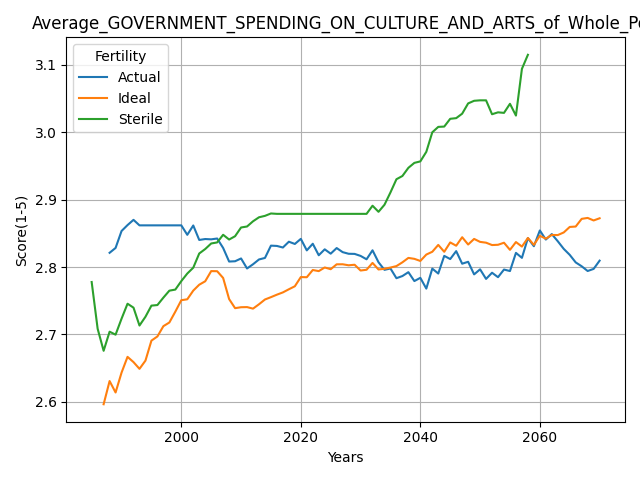 Average_GOVERNMENT_SPENDING_ON_CULTURE_AND_ARTS_of_Whole_P
Fertility
Actual
Ideal
Sterile
Score(1-5)
3.1
3.0
2.9
2.8
2.7
2.6
2000
2020
2040
2060
Years